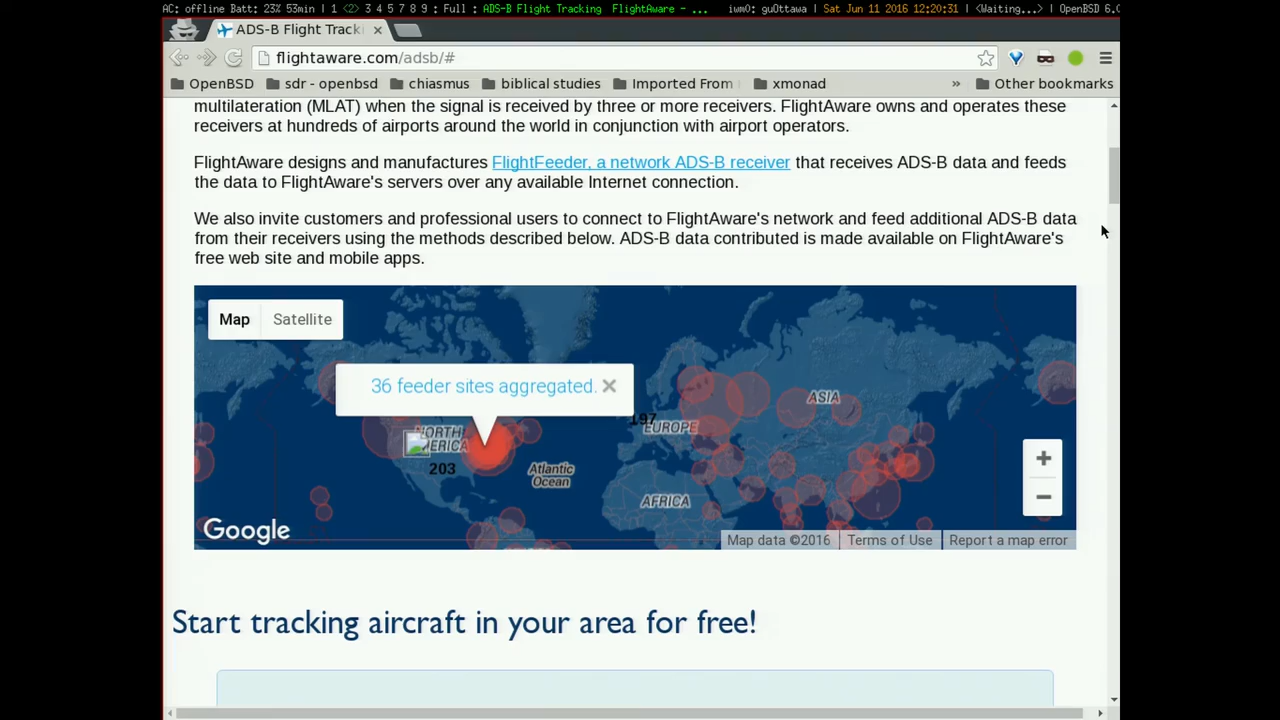 AC: offline Batt: 23% 53min | 1 <2> 3 4 5 7 8 9 : Full : ADS-B Flight Tracking FlightAware - ... iwm0: guOttawa | Sat Jun 11 2016 12:20:31 | <Waiting...> | OpenBSD 6.
ADS-B Flight Track
flightaware.com/adsb/#
OpenBSD sdr - openbsd chiasmus biblical studies Imported From xmonad » Other bookmarks
multilateration (MLAT) when the signal is received by three or more receivers. FlightAware owns and operates these
receivers at hundreds of airports around the world in conjunction with airport operators.
FlightAware designs and manufactures FlightFeeder, a network ADS-B receiver that receives ADS-B data and feeds
the data to FlightAware's servers over any available Internet connection.
We also invite customers and professional users to connect to FlightAware's network and feed additional ADS-B data
from their receivers using the methods described below. ADS-B data contributed is made available on FlightAware's
free web site and mobile apps.
Map Satellite
36 feeder sites aggregated.
ASIA
197
EUROPE
NORTH
AMERICA
203
Atlantic
Ocean
AFRICA
Google
Map data ©2016 Terms of Use Report a map error
Start tracking aircraft in your area for free!